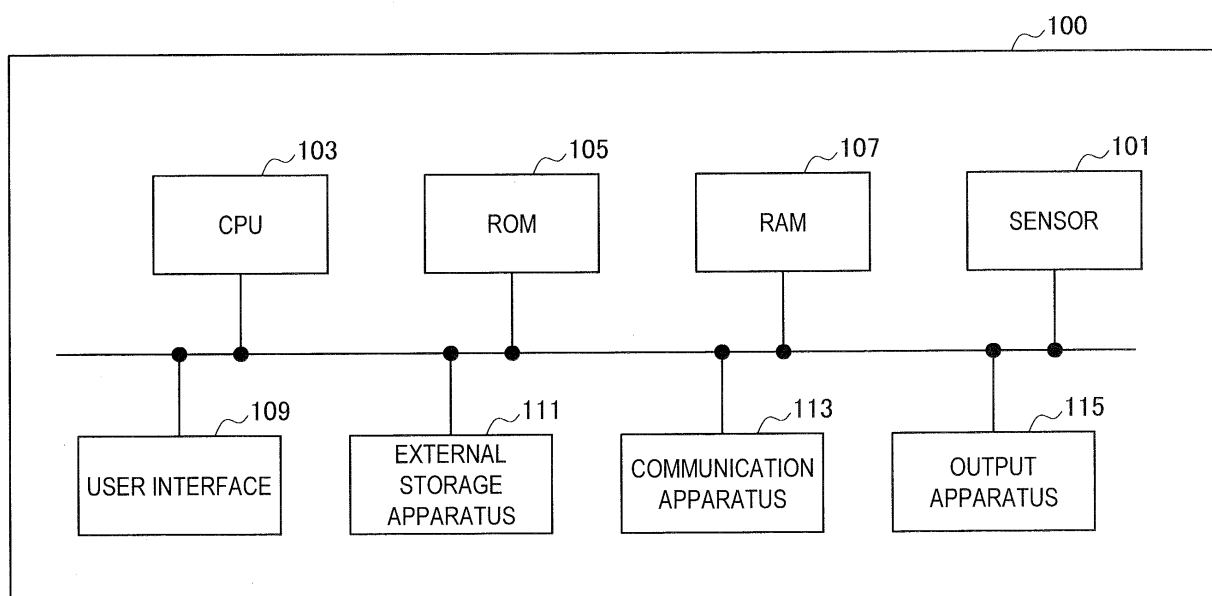 100
103
105
107
101
CPU
ROM
RAM
SENSOR
109
111
113
115
USER INTERFACE
EXTERNAL
STORAGE
APPARATUS
COMMUNICATION
APPARATUS
OUTPUT
APPARATUS